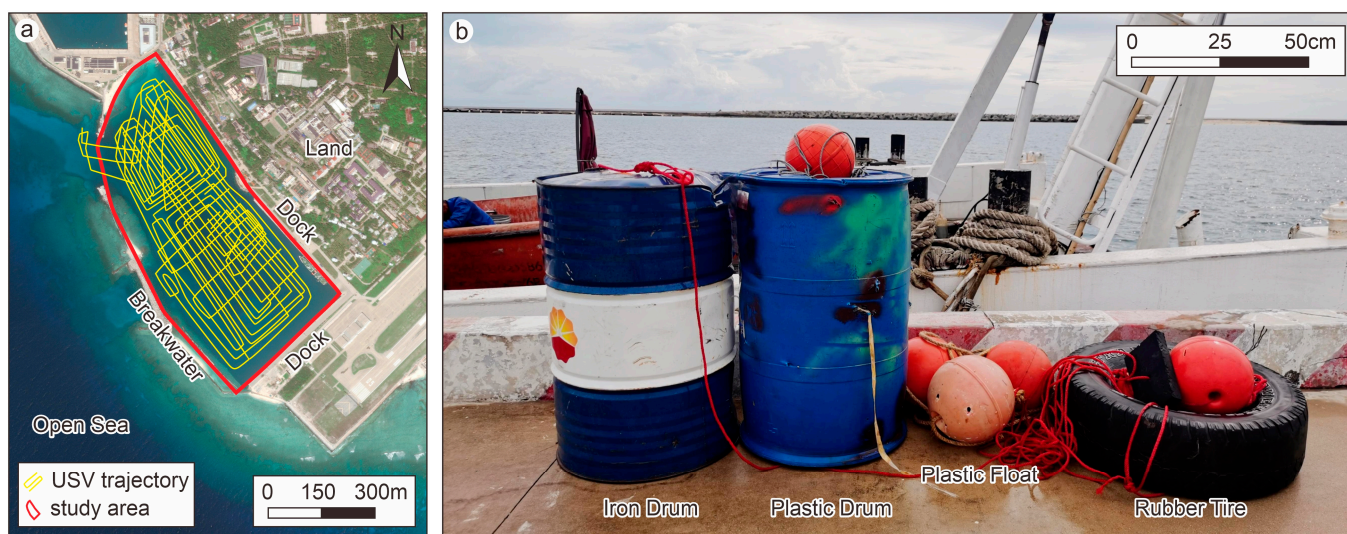 a
N
Land
Dock
Breakwater
Dock
Open Sea
USV trajectory
study area
0 150 300m
b
0 25 50cm
Plastic Float
Iron Drum
Plastic Drum
Rubber Tire